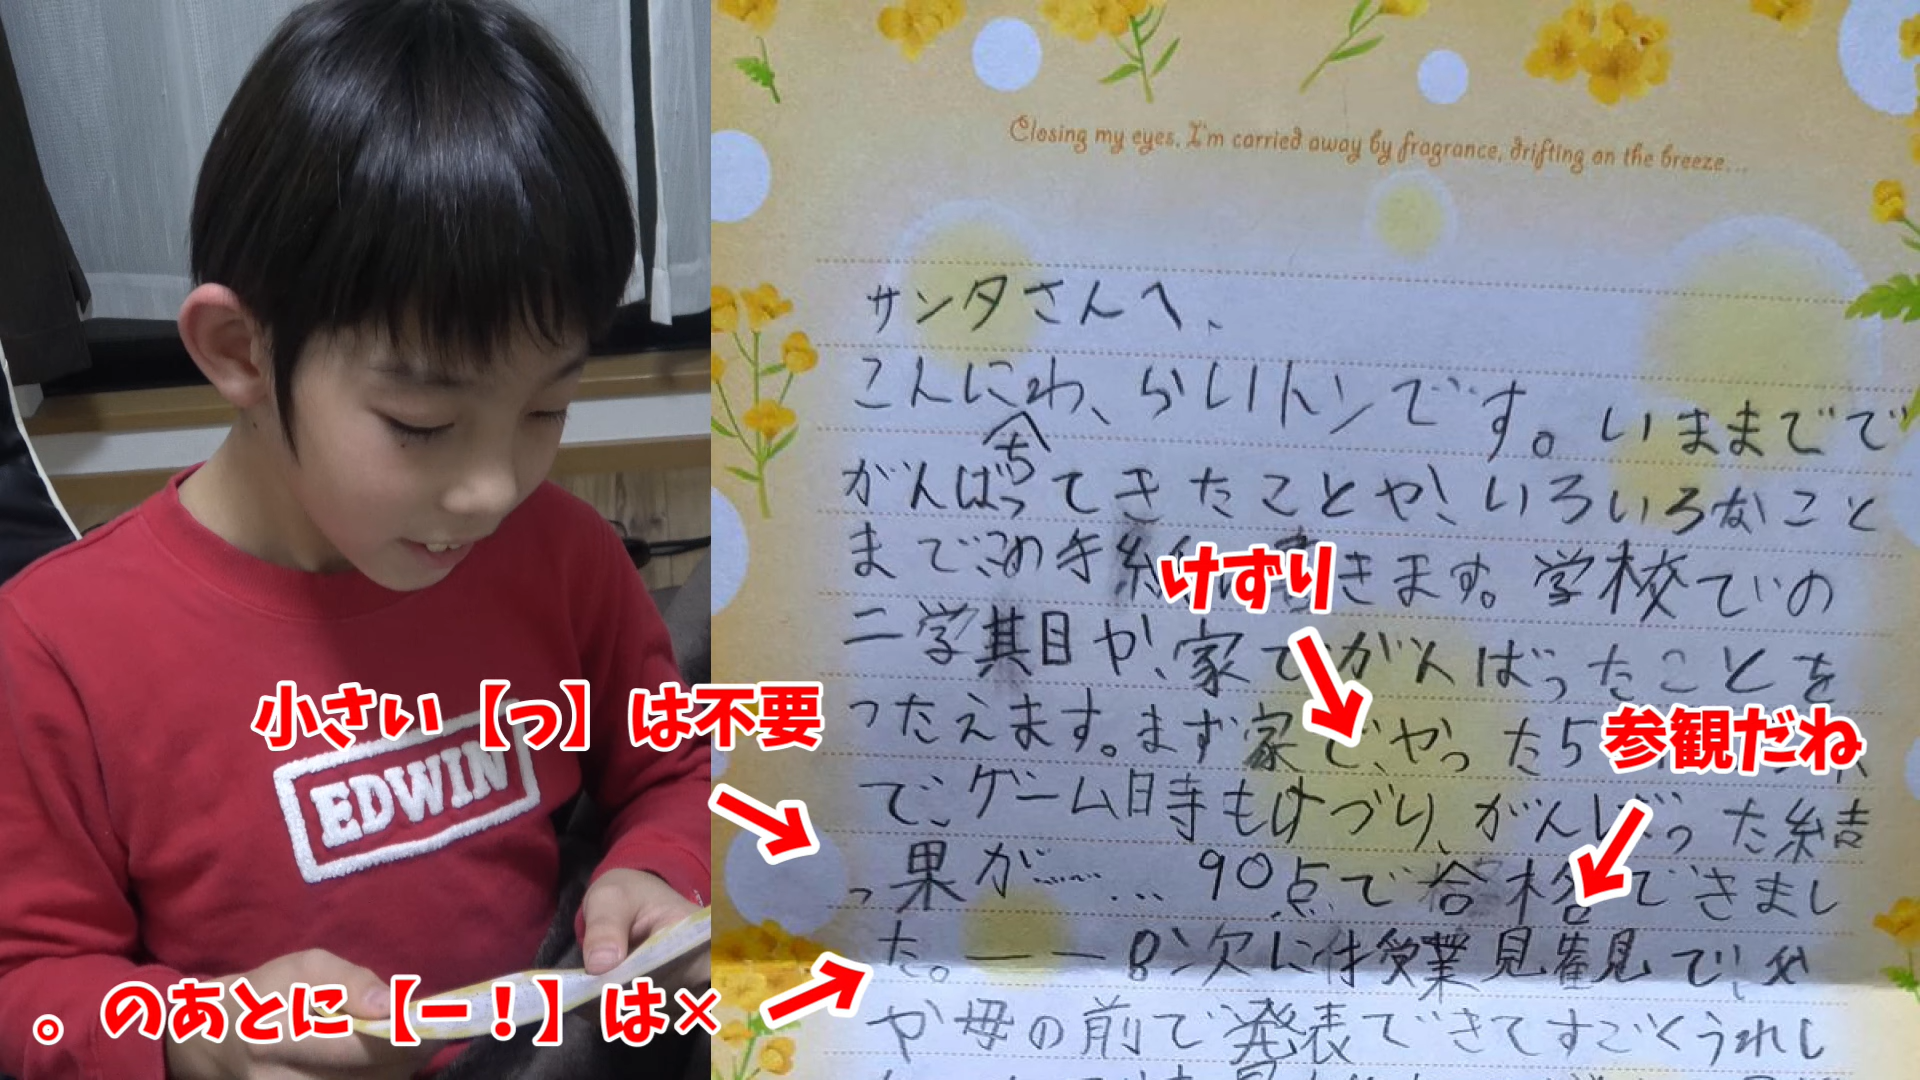 Closing my eyes, I'm carried away by fragrance, drifting on the breeze...
サンタさんへ、
こんにわ、らいトンです。いままでで
がんばってきたことや、いろいろなこと
までこの手紙 きます。学校での
二学其目や、家でがんばったことを
ったえます。まず家で、やった5
で、ゲーム日寺もけづり、がんばった結
っ果が……… 90点で合格できまし
た。ーー！次には受業見観で、父
や母の前で発表できてすごくうれし
けずり
参観だね
小さい【っ】は不要
。のあとに【ー！】は×
EDWIN